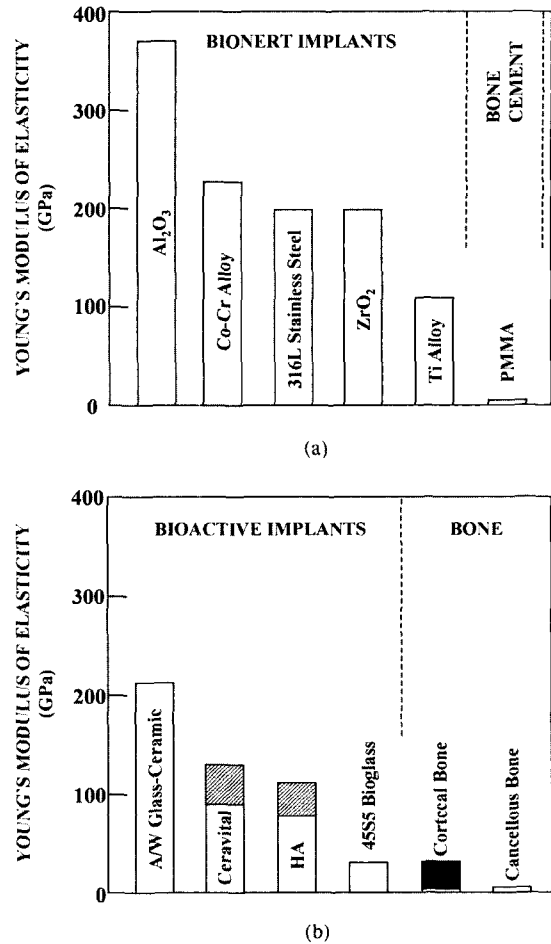 YOUNG'S MODULUS OF ELASTICITY
(GPa)
400
300
200
100
0
BIONERT IMPLANTS
BONE
CEMENT
Al₂O₃
Co-Cr Alloy
316L Stainless Steel
ZrO₂
Ti Alloy
PMMA
(a)
YOUNG'S MODULUS OF ELASTICITY
(GPa)
400
300
200
100
0
BIOACTIVE IMPLANTS
BONE
A/W Glass-Ceramic
Ceravital
HA
45S5 Bioglass
Cortccal Bone
Cancellous Bone
(b)